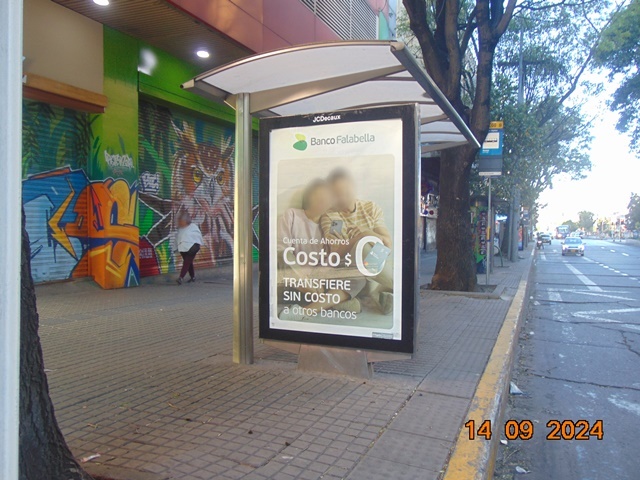 JCDecaux
Banco Falabella
Cuenta de Ahorros
Costo $0
TRANSFIERE
SIN COSTO
a otros bancos
14 09 2024